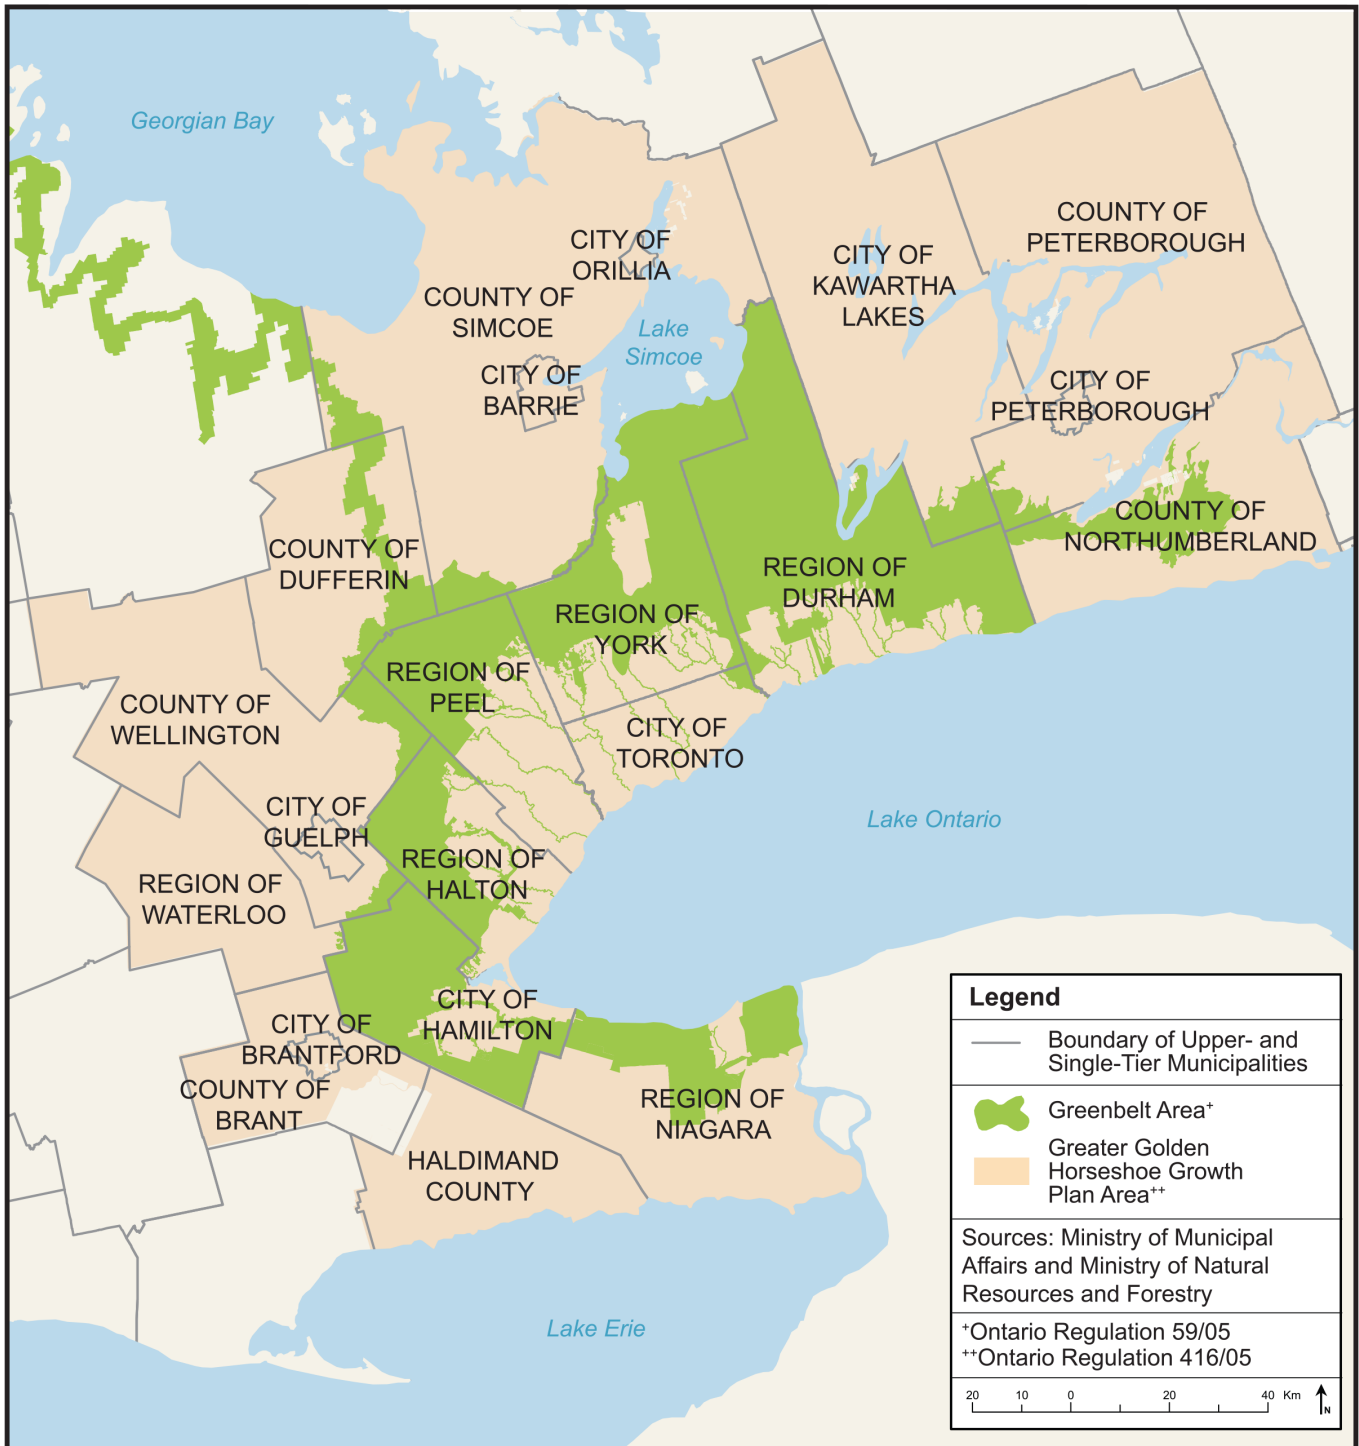 Georgian Bay
COUNTY OF
PETERBOROUGH
CITY OF
ORILLIA
CITY OF
KAWARTHA
LAKES
COUNTY OF
SIMCOE
Lake
Simcoe
CITY OF
BARRIE
CITY OF
PETERBOROUGH
COUNTY OF
NORTHUMBERLAND
COUNTY OF
DUFFERIN
REGION OF
DURHAM
REGION OF
YORK
REGION OF
PEEL
COUNTY OF
WELLINGTON
CITY OF
TORONTO
CITY OF
GUELPH
Lake Ontario
REGION OF
HALTON
REGION OF
WATERLOO
CITY OF
HAMILTON
CITY OF
BRANTFORD
COUNTY OF
BRANT
REGION OF
NIAGARA
HALDIMAND
COUNTY
Lake Erie
Legend
Boundary of Upper- and
Single-Tier Municipalities
Greenbelt Area+
Greater Golden
Horseshoe Growth
Plan Area++
Sources: Ministry of Municipal
Affairs and Ministry of Natural
Resources and Forestry
+Ontario Regulation 59/05
++Ontario Regulation 416/05
20 10 0 20 40 Km
N